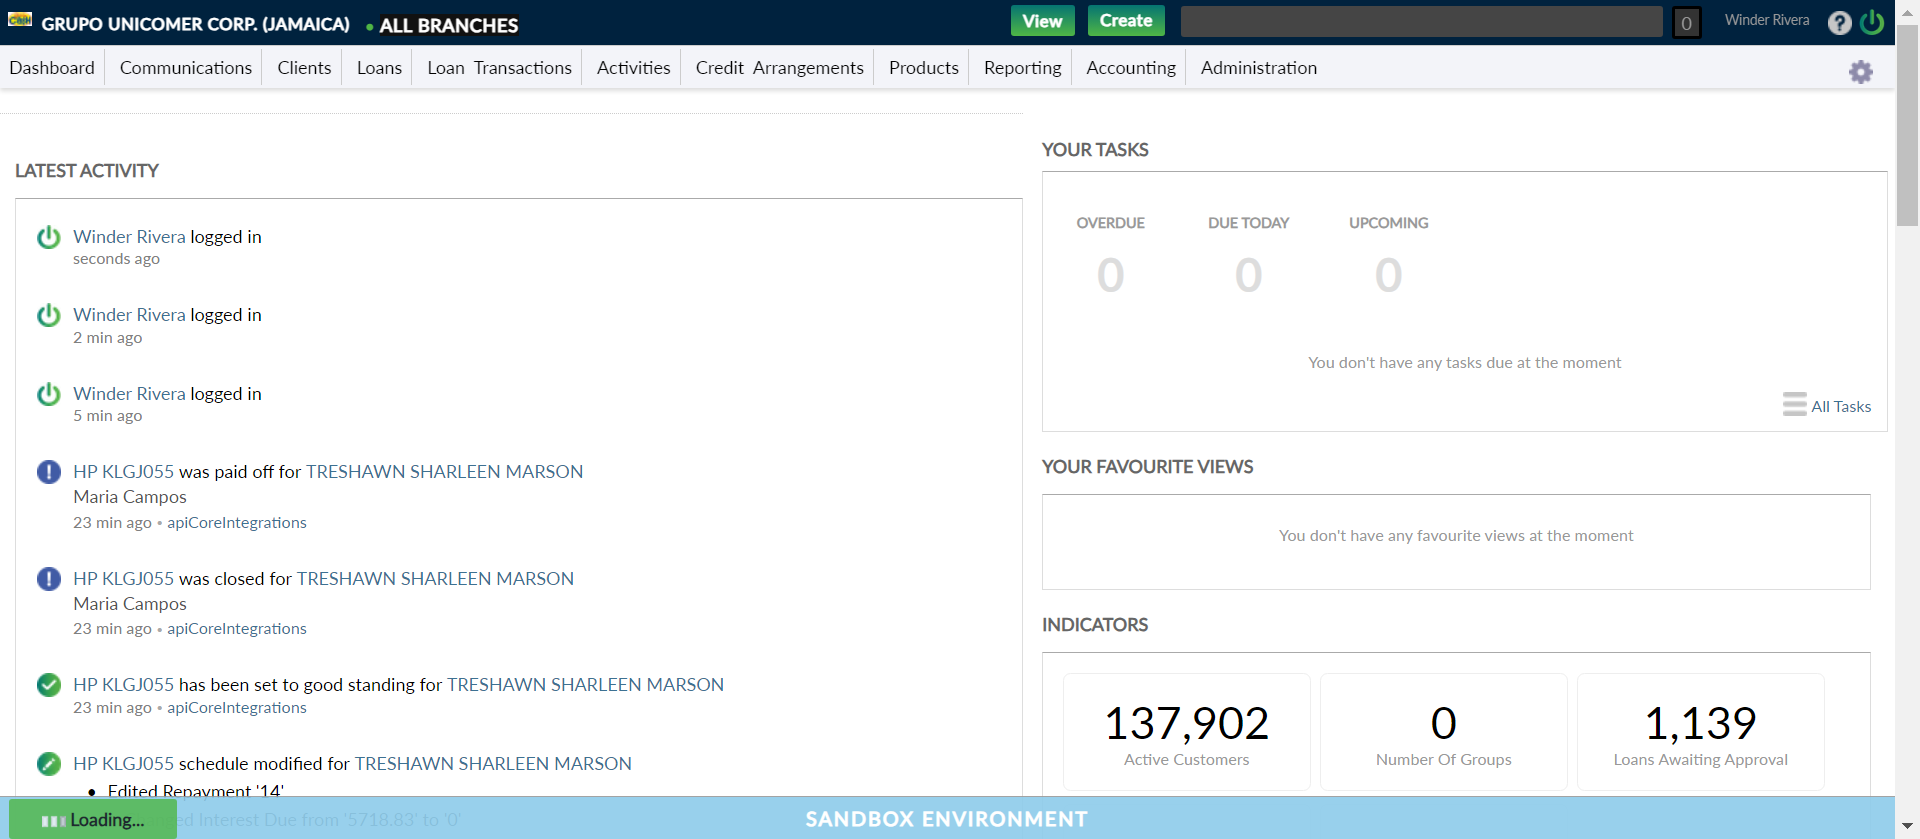 GRUPO UNICOMER CORP. (JAMAICA) • ALL BRANCHES
View Create 0 Winder Rivera ?
Dashboard Communications Clients Loans Loan Transactions Activities Credit Arrangements Products Reporting Accounting Administration
LATEST ACTIVITY
Winder Rivera logged in
seconds ago
Winder Rivera logged in
2 min ago
Winder Rivera logged in
5 min ago
HP KLGJ055 was paid off for TRESHAWN SHARLEEN MARSON
Maria Campos
23 min ago • apiCoreIntegrations
HP KLGJ055 was closed for TRESHAWN SHARLEEN MARSON
Maria Campos
23 min ago • apiCoreIntegrations
HP KLGJ055 has been set to good standing for TRESHAWN SHARLEEN MARSON
23 min ago • apiCoreIntegrations
HP KLGJ055 schedule modified for TRESHAWN SHARLEEN MARSON
• Edited Repayment '14'
Interest Due from '5718.83' to '0'
Loading...
YOUR TASKS
OVERDUE DUE TODAY UPCOMING
0 0 0
You don't have any tasks due at the moment
All Tasks
YOUR FAVOURITE VIEWS
You don't have any favourite views at the moment
INDICATORS
137,902 0 1,139
Active Customers Number Of Groups Loans Awaiting Approval
SANDBOX ENVIRONMENT